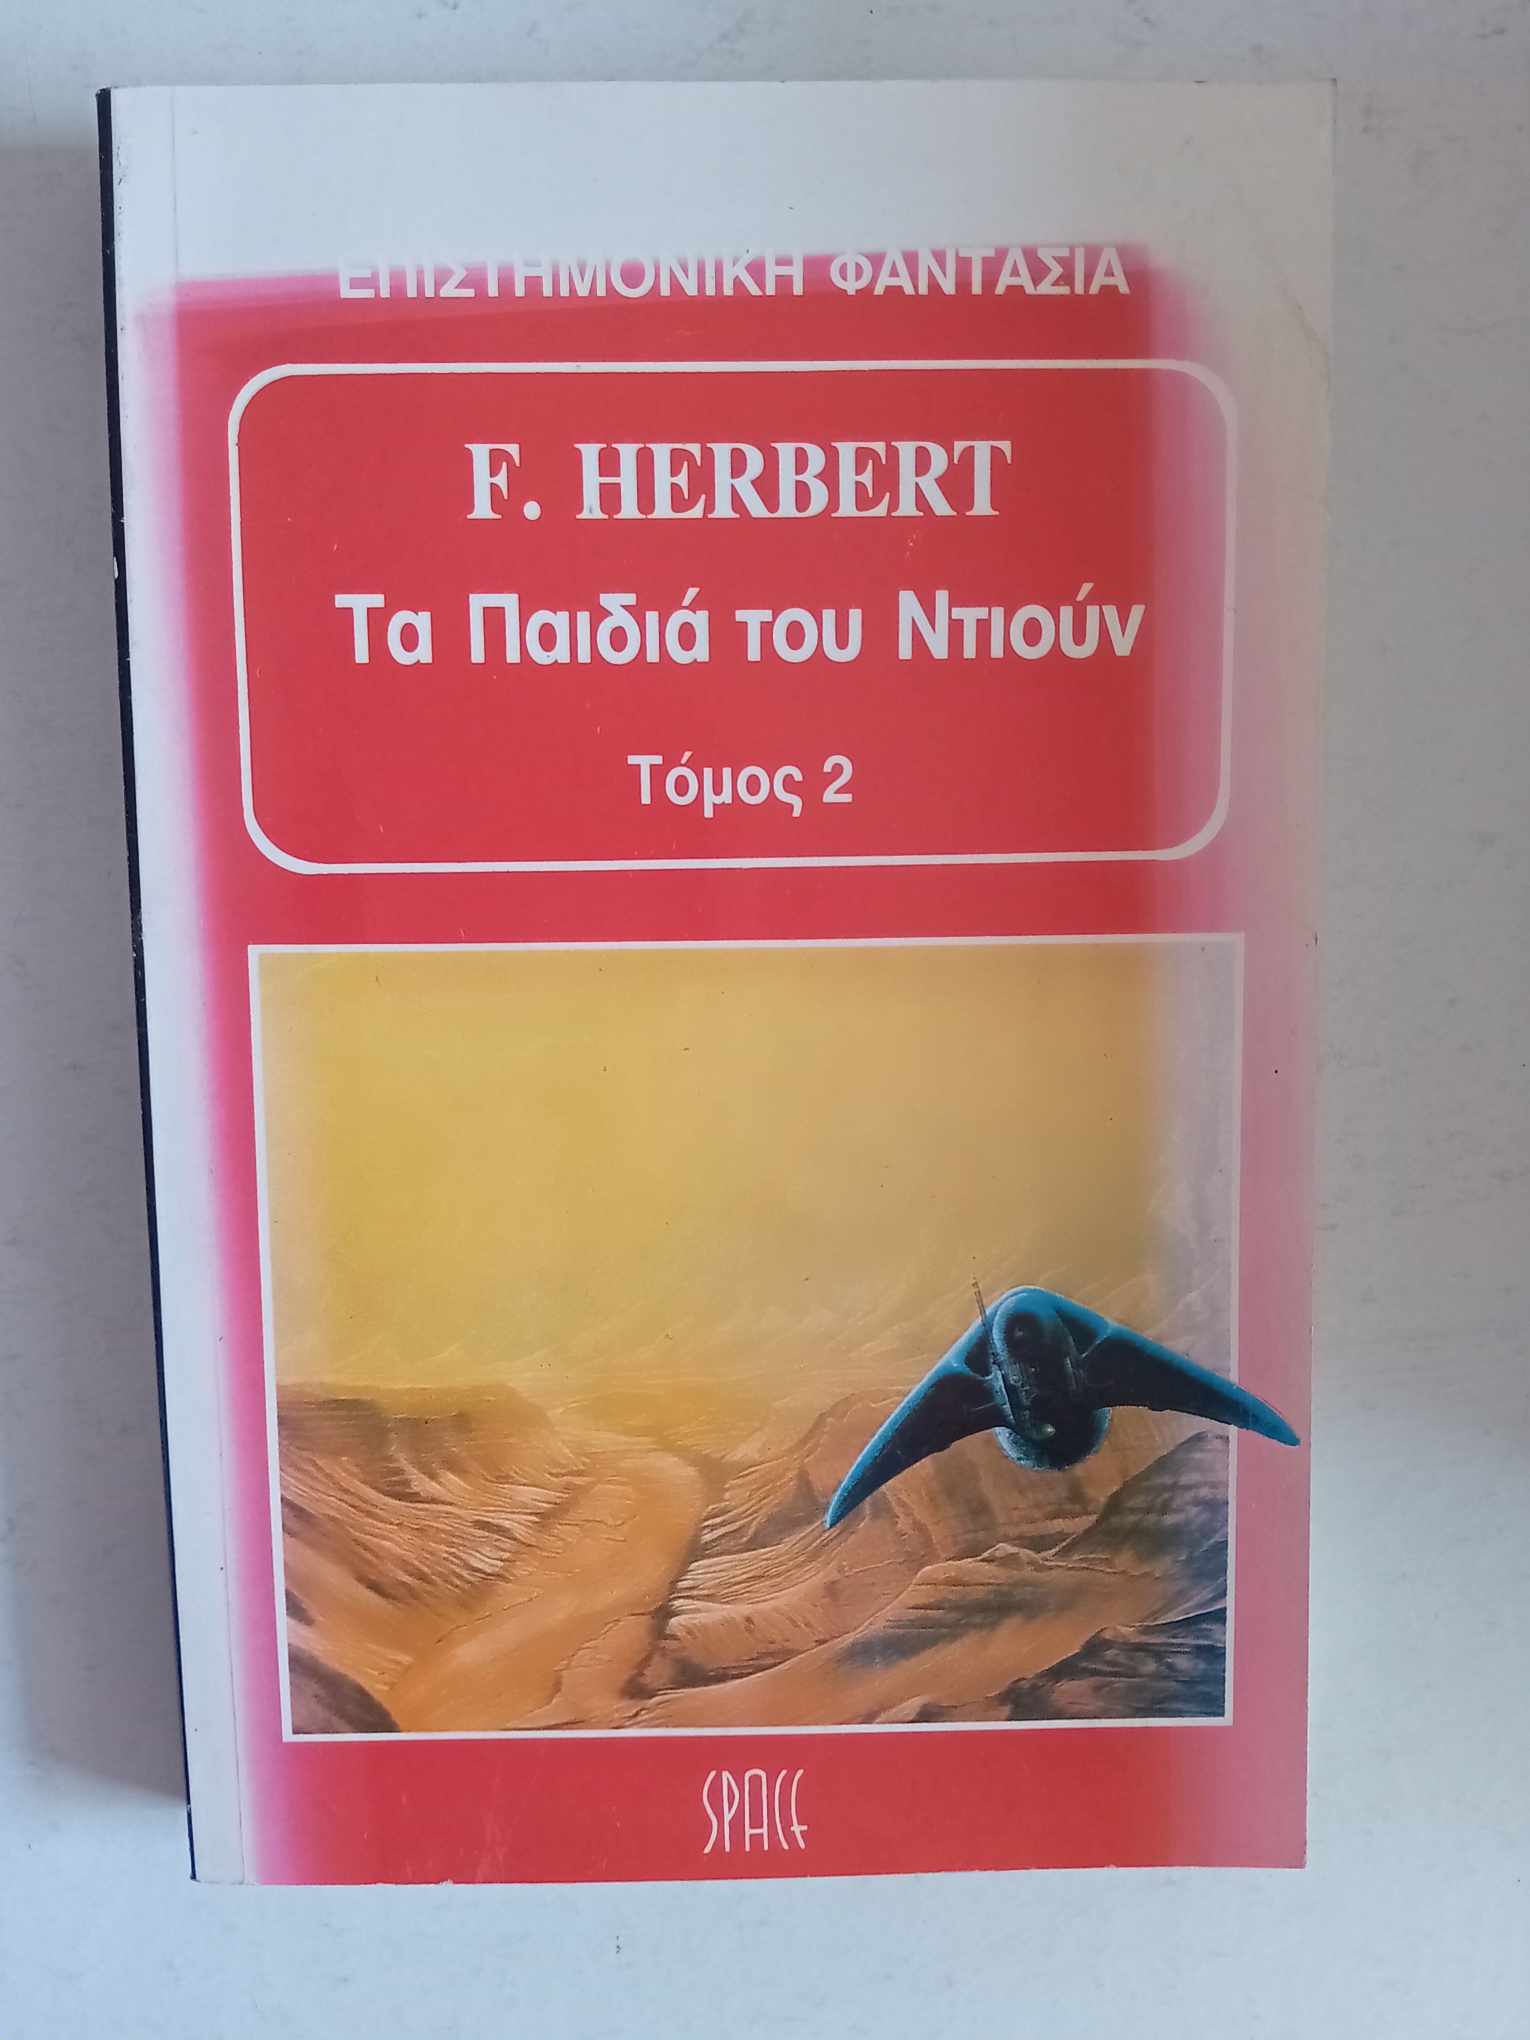 ΕΠΙΣΤΗΜΟΝΙΚΗ ΦΑΝΤΑΣΙΑ
F. HERBERT
Τα Παιδιά του Ντιούν
Τόμος 2
SPACE